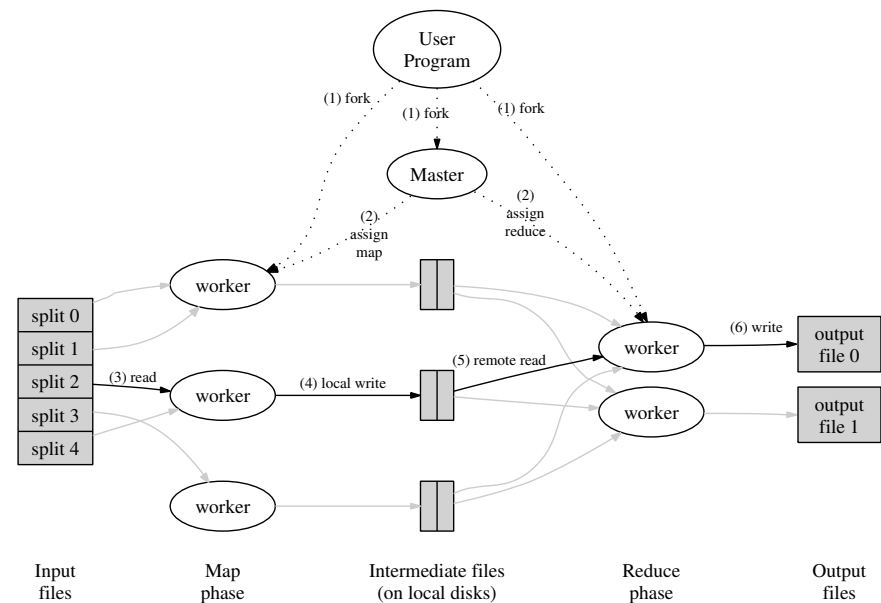 User
Program
(1) fork
(1) fork
(1) fork
Master
(2)
assign
map
(2)
assign
reduce
worker
split 0
split 1
split 2
split 3
split 4
(3) read
worker
(4) local write
(5) remote read
worker
(6) write
output
file 0
worker
output
file 1
worker
Input
files
Map
phase
Intermediate files
(on local disks)
Reduce
phase
Output
files